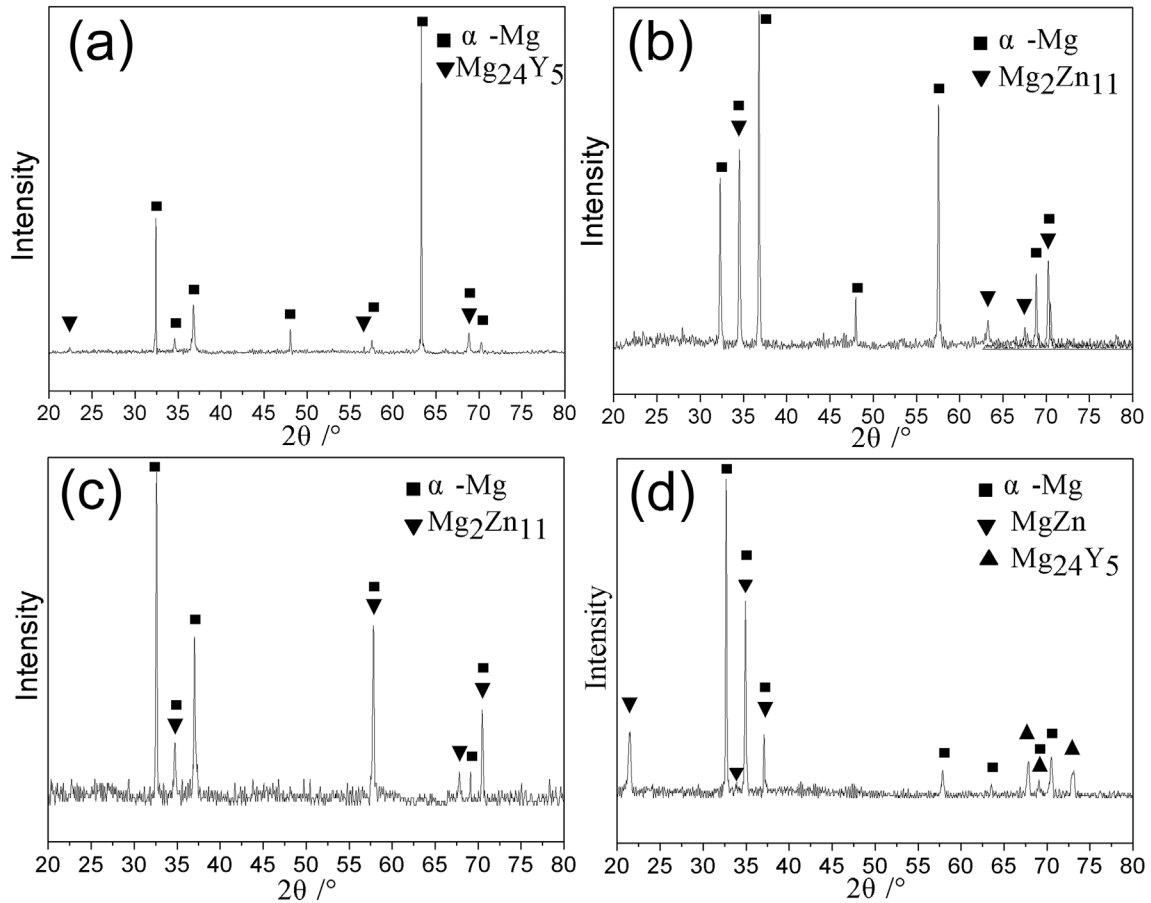 (a)
■ α -Mg
▼ Mg24Y5
Intensity
20 25 30 35 40 45 50 55 60 65 70 75 80
2θ /°
(b)
■ α -Mg
▼ Mg2Zn11
Intensity
20 25 30 35 40 45 50 55 60 65 70 75 80
2θ /°
(c)
■ α -Mg
▼ Mg2Zn11
Intensity
20 25 30 35 40 45 50 55 60 65 70 75 80
2θ /°
(d)
■ α -Mg
▼ MgZn
▲ Mg24Y5
Intensity
20 25 30 35 40 45 50 55 60 65 70 75 80
2θ /°